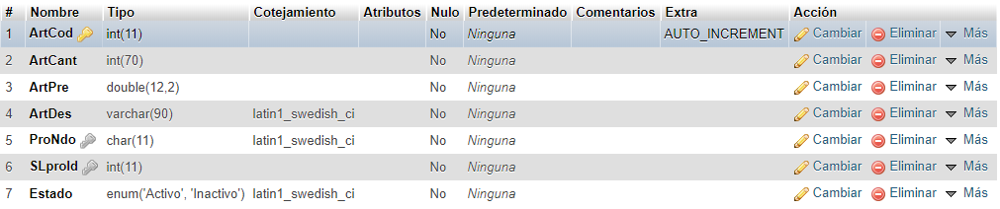 # Nombre Tipo Cotejamiento Atributos Nulo Predeterminado Comentarios Extra Acción
1 ArtCod int(11) No Ninguna AUTO_INCREMENT Cambiar Eliminar Más
2 ArtCant int(70) No Ninguna Cambiar Eliminar Más
3 ArtPre double(12,2) No Ninguna Cambiar Eliminar Más
4 ArtDes varchar(90) latin1_swedish_ci No Ninguna Cambiar Eliminar Más
5 ProNdo char(11) latin1_swedish_ci No Ninguna Cambiar Eliminar Más
6 SLproId int(11) No Ninguna Cambiar Eliminar Más
7 Estado enum('Activo', 'Inactivo') latin1_swedish_ci No Ninguna Cambiar Eliminar Más